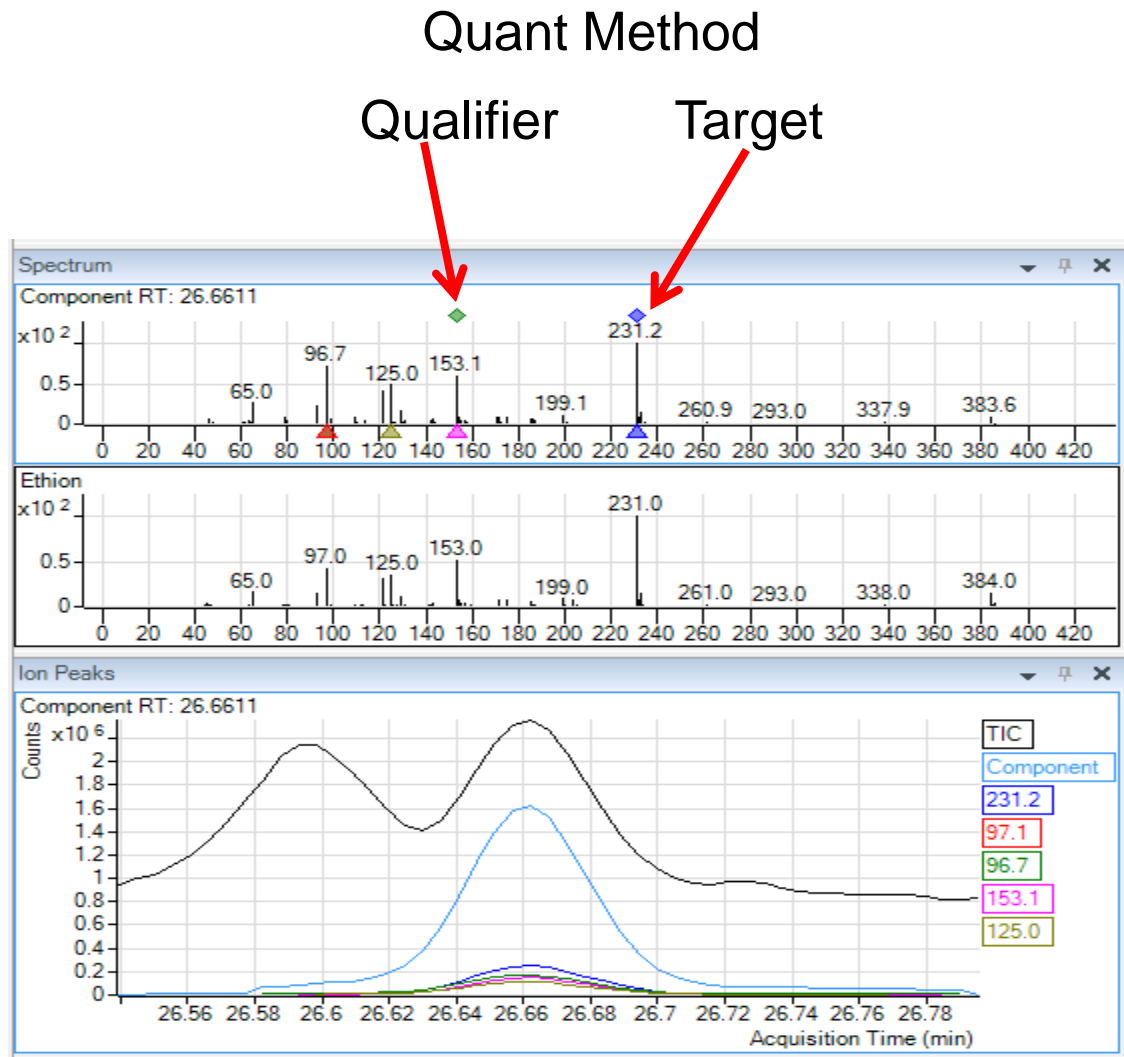 Quant Method
Qualifier Target
Spectrum
Component RT: 26.6611
x10 2
0.5
0
65.0 96.7 125.0 153.1 199.1 231.2 260.9 293.0 337.9 383.6
0 20 40 60 80 100 120 140 160 180 200 220 240 260 280 300 320 340 360 380 400 420
Ethion
x10 2
0.5
0
65.0 97.0 125.0 153.0 199.0 231.0 261.0 293.0 338.0 384.0
0 20 40 60 80 100 120 140 160 180 200 220 240 260 280 300 320 340 360 380 400 420
Ion Peaks
Component RT: 26.6611
Counts
x10 6
2
1.8
1.6
1.4
1.2
1
0.8
0.6
0.4
0.2
0
TIC
Component
231.2
97.1
96.7
153.1
125.0
26.56 26.58 26.6 26.62 26.64 26.66 26.68 26.7 26.72 26.74 26.76 26.78
Acquisition Time (min)